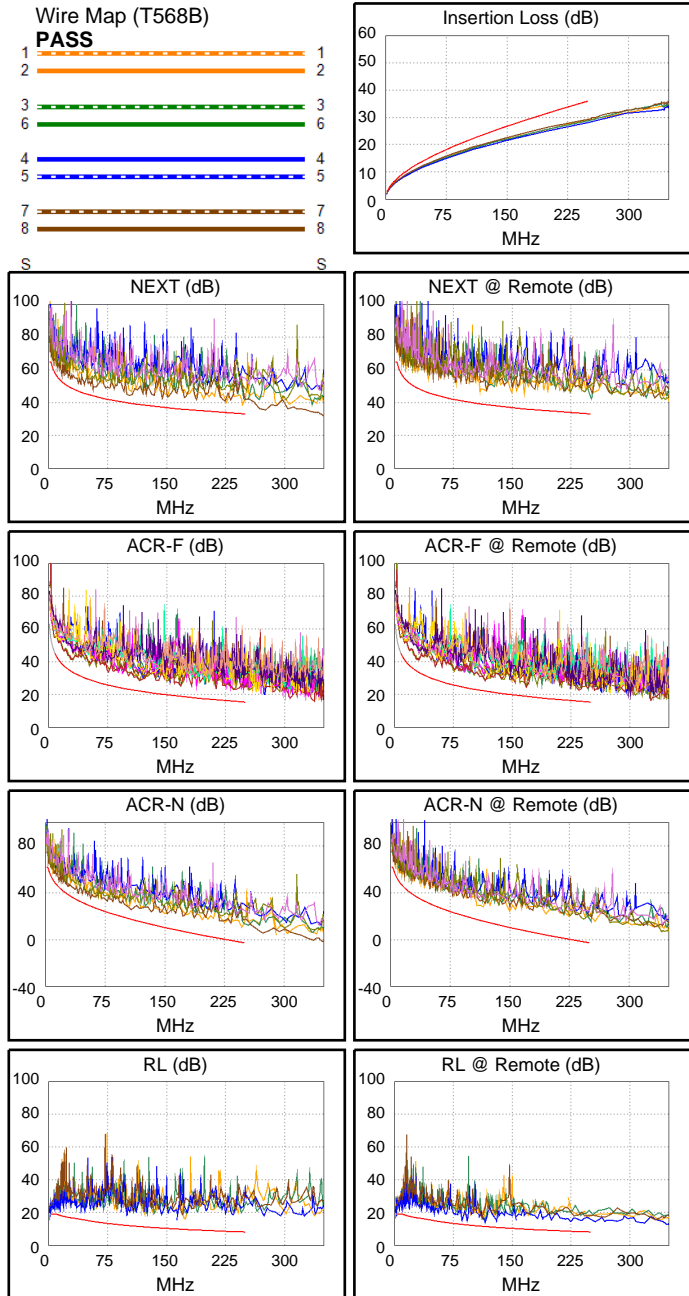 Wire Map (T568B)
PASS
1 1
2 2
3 3
6 6
4 4
5 5
7 7
8 8
S S
Insertion Loss (dB)
60
50
40
30
20
10
0
0 75 150 225 300
MHz
NEXT (dB)
100
80
60
40
20
0
0 75 150 225 300
MHz
NEXT @ Remote (dB)
100
80
60
40
20
0
0 75 150 225 300
MHz
ACR-F (dB)
100
80
60
40
20
0
0 75 150 225 300
MHz
ACR-F @ Remote (dB)
100
80
60
40
20
0
0 75 150 225 300
MHz
ACR-N (dB)
80
40
0
-40
0 75 150 225 300
MHz
ACR-N @ Remote (dB)
80
40
0
-40
0 75 150 225 300
MHz
RL (dB)
100
80
60
40
20
0
0 75 150 225 300
MHz
RL @ Remote (dB)
100
80
60
40
20
0
0 75 150 225 300
MHz